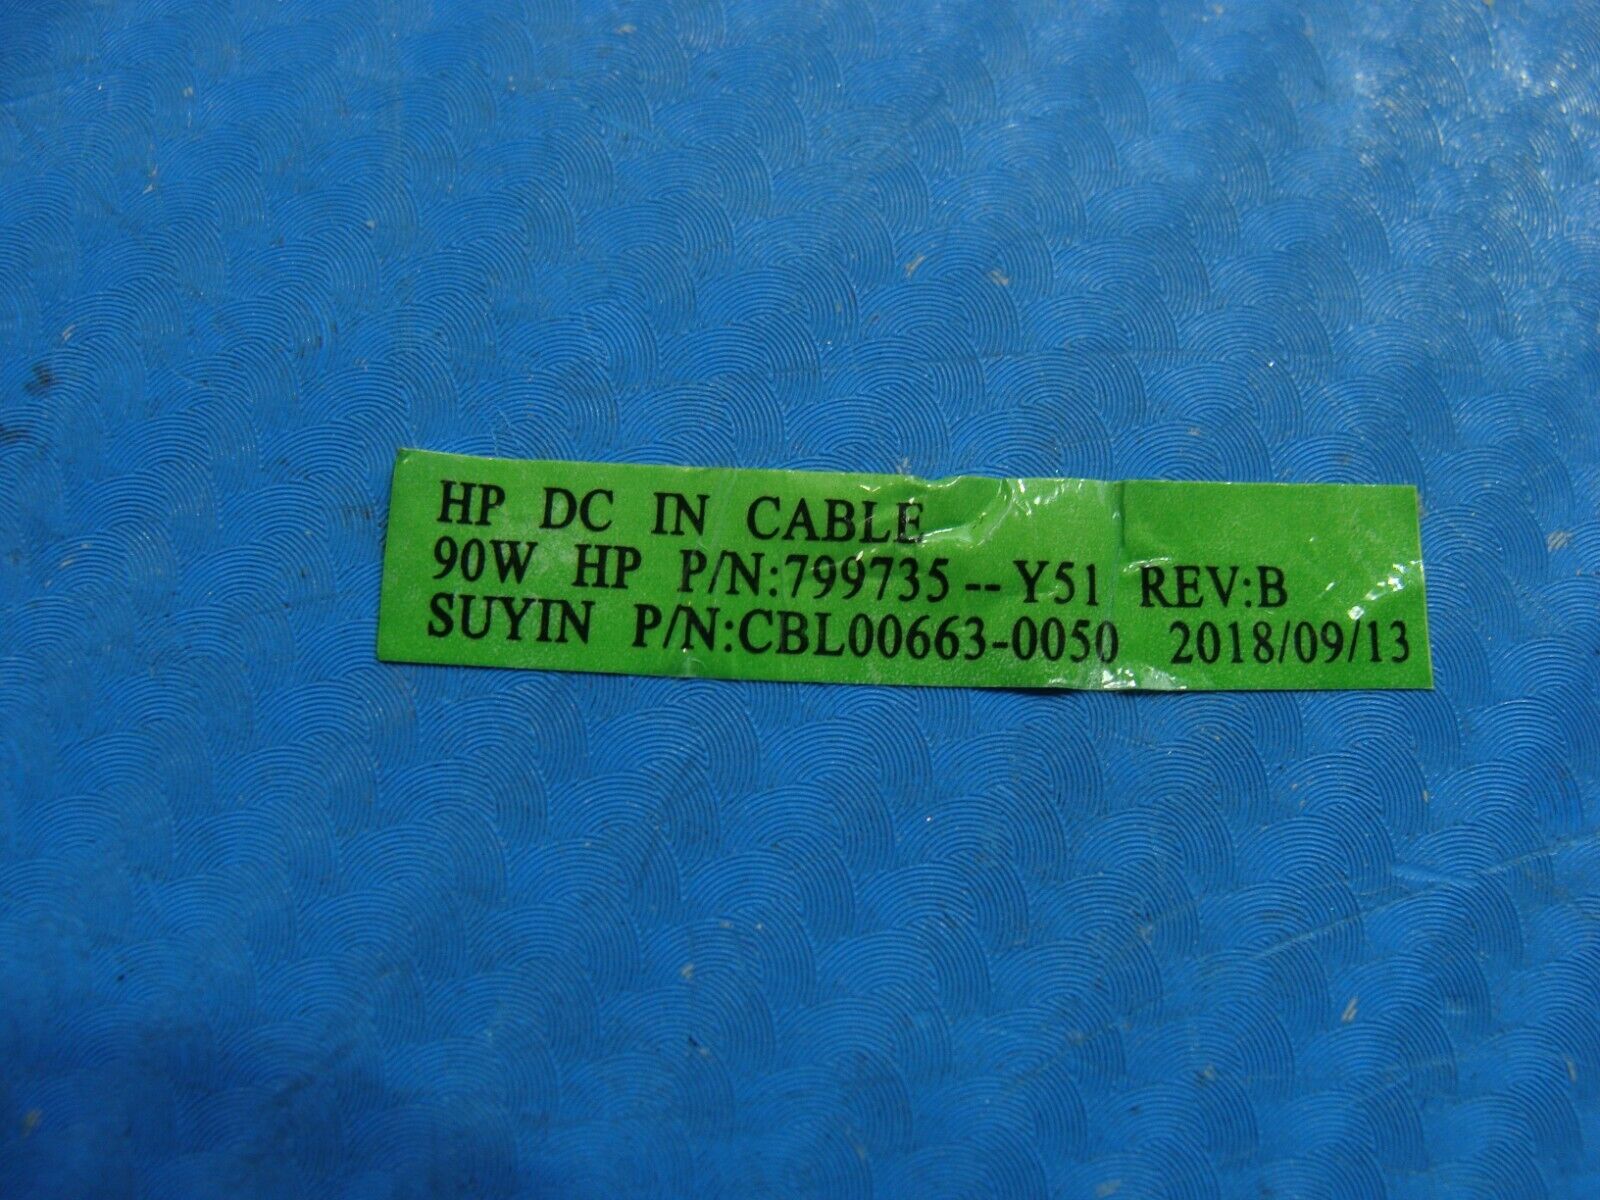 HP DC IN CABLE
90W HP P/N:799735--Y51 REV:B
SUYIN P/N:CBL00663-0050 2018/09/13